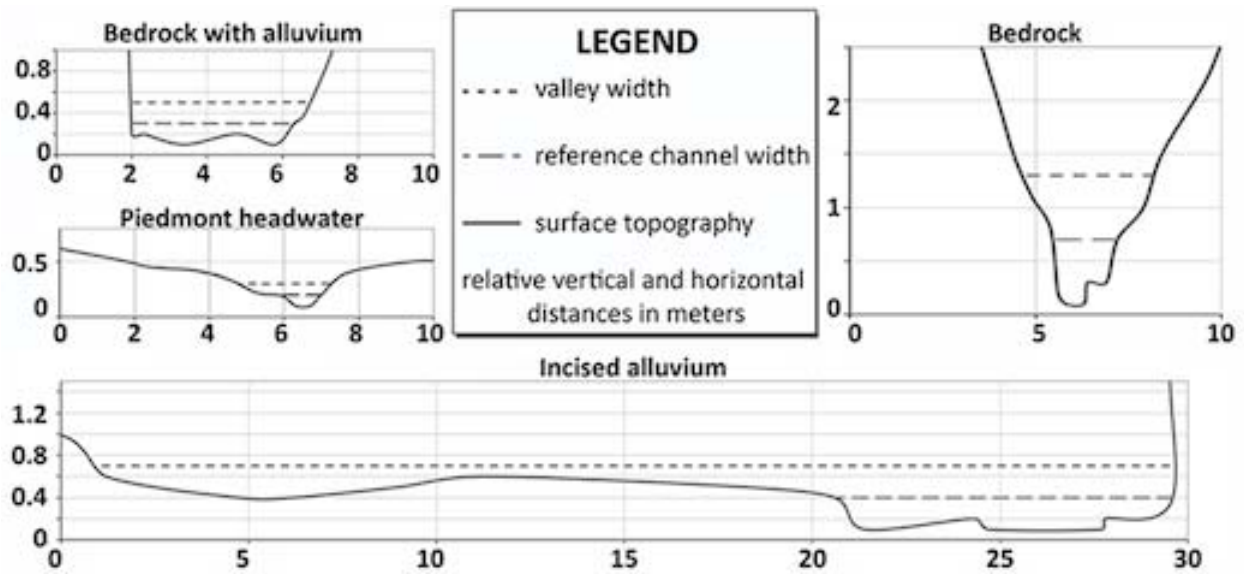 Bedrock with alluvium
0.8
0.4
0
0 2 4 6 8 10
Piedmont headwater
0.5
0
0 2 4 6 8 10
LEGEND
valley width
reference channel width
surface topography
relative vertical and horizontal
distances in meters
Bedrock
2
1
0
0 5 10
Incised alluvium
1.2
0.8
0.4
0
0 5 10 15 20 25 30